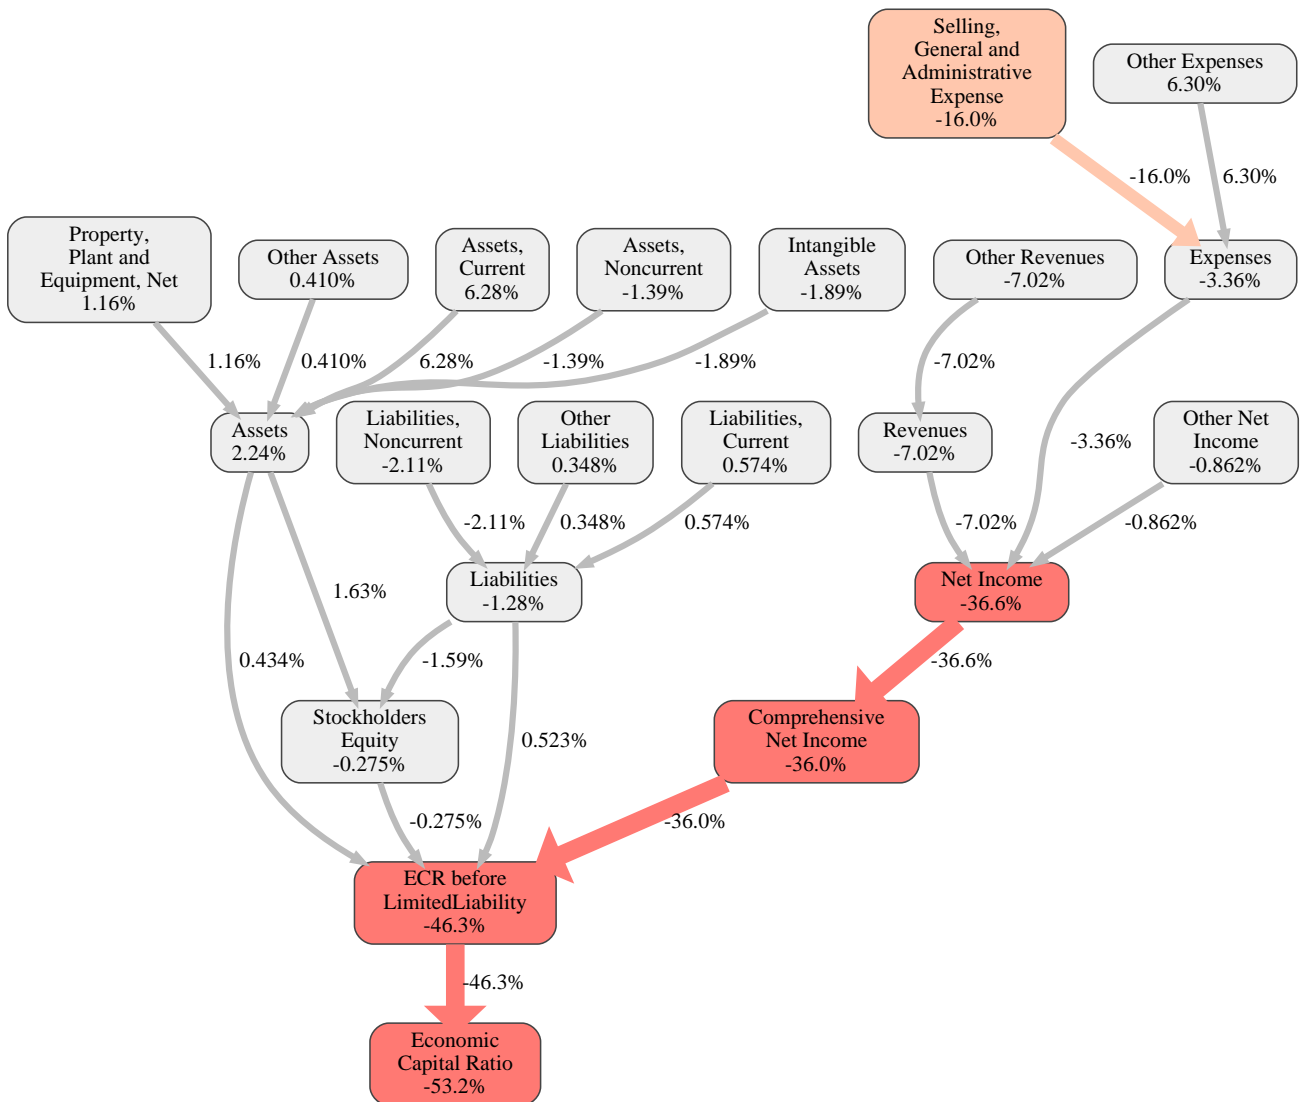 Selling,
General and
Administrative
Expense
-16.0%
Other Expenses
6.30%
-16.0%
6.30%
Property,
Plant and
Equipment, Net
1.16%
Other Assets
0.410%
Assets,
Current
6.28%
Assets,
Noncurrent
-1.39%
Intangible
Assets
-1.89%
Other Revenues
-7.02%
Expenses
-3.36%
1.16%
0.410%
6.28%
-1.39%
-1.89%
-7.02%
Assets
2.24%
Liabilities,
Noncurrent
-2.11%
Other
Liabilities
0.348%
Liabilities,
Current
0.574%
Revenues
-7.02%
-3.36%
Other Net
Income
-0.862%
-2.11%
0.348%
0.574%
-7.02%
-0.862%
Liabilities
-1.28%
Net Income
-36.6%
1.63%
0.434%
-1.59%
-36.6%
Stockholders
Equity
-0.275%
0.523%
Comprehensive
Net Income
-36.0%
-0.275%
-36.0%
ECR before
LimitedLiability
-46.3%
-46.3%
Economic
Capital Ratio
-53.2%